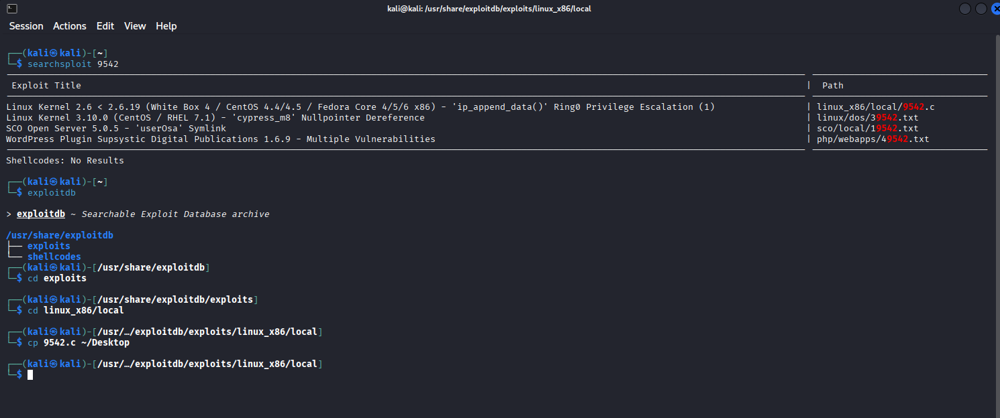 kali@kali: /usr/share/exploitdb/exploits/linux_x86/local
Session Actions Edit View Help
┌──(kali㉿kali)-[~]
└─$ searchsploit 9542
Exploit Title | Path
Linux Kernel 2.6 < 2.6.19 (White Box 4 / CentOS 4.4/4.5 / Fedora Core 4/5/6 x86) - 'ip_append_data()' Ring0 Privilege Escalation (1) | linux_x86/local/9542.c
Linux Kernel 3.10.0 (CentOS / RHEL 7.1) - 'cypress_m8' Nullpointer Dereference | linux/dos/39542.txt
SCO Open Server 5.0.5 - 'userOsa' Symlink | sco/local/19542.txt
WordPress Plugin Supsystic Digital Publications 1.6.9 - Multiple Vulnerabilities | php/webapps/49542.txt
Shellcodes: No Results
┌──(kali㉿kali)-[~]
└─$ exploitdb
> exploitdb ~ Searchable Exploit Database archive
/usr/share/exploitdb
├── exploits
└── shellcodes
┌──(kali㉿kali)-[/usr/share/exploitdb]
└─$ cd exploits
┌──(kali㉿kali)-[/usr/share/exploitdb/exploits]
└─$ cd linux_x86/local
┌──(kali㉿kali)-[/usr/…/exploitdb/exploits/linux_x86/local]
└─$ cp 9542.c ~/Desktop
┌──(kali㉿kali)-[/usr/…/exploitdb/exploits/linux_x86/local]
└─$